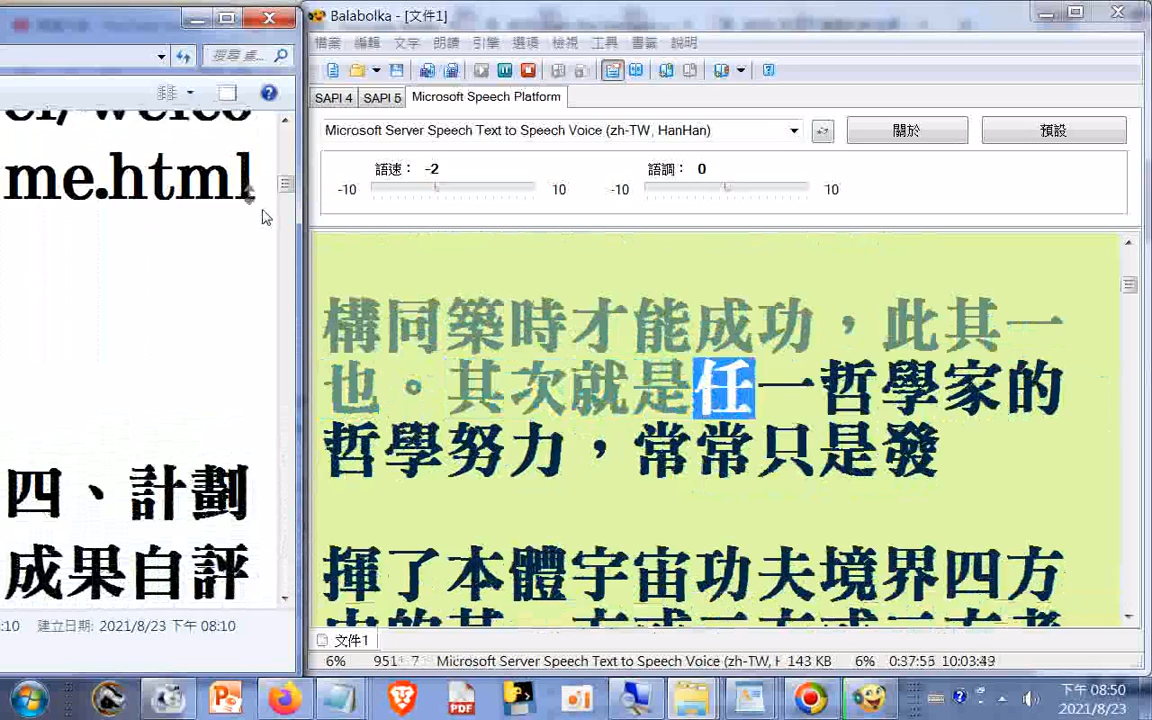 Balabolka - [文件1]
檔案 編輯 文字 朗讀 引擎 選項 檢視 工具 書籤 說明
SAPI 4 SAPI 5 Microsoft Speech Platform
Microsoft Server Speech Text to Speech Voice (zh-TW, HanHan) 關於 預設
語速： -2 語調： 0
-10 10 -10 10
構同築時才能成功，此其一
也。其次就是任一哲學家的
哲學努力，常常只是發
揮了本體宇宙功夫境界四方
文件1
6% Microsoft Server Speech Text to Speech Voice (zh-TW, H 143 KB 6% 0:37:55 10:03:49
搜尋 桌...
me.html
四、計劃
成果自評
:10 建立日期: 2021/8/23 下午 08:10
PDF
下午 08:50
2021/8/23